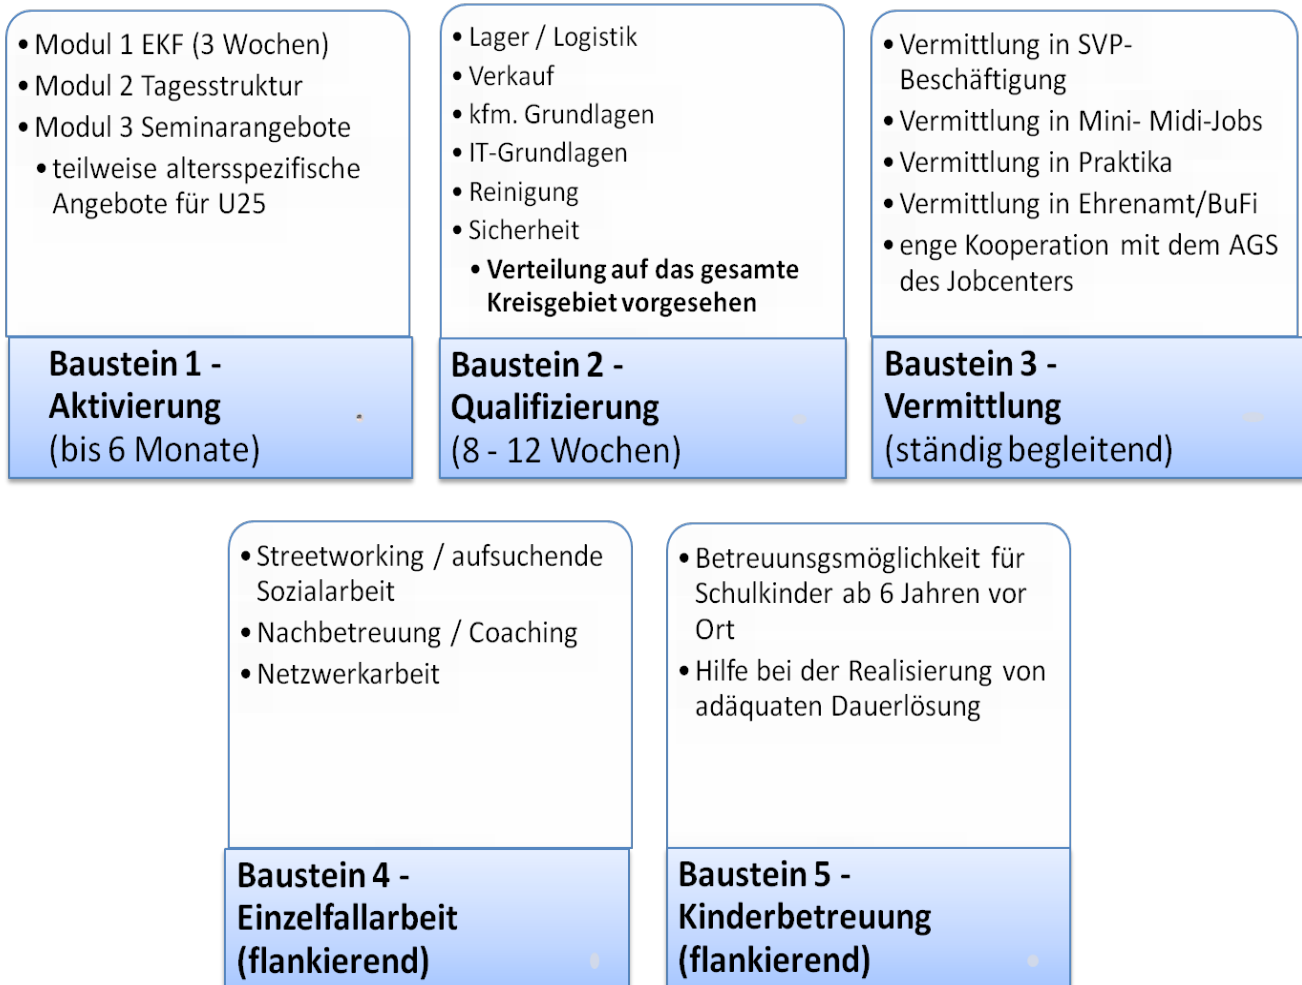 • Modul 1 EKF (3 Wochen)
• Modul 2 Tagesstruktur
• Modul 3 Seminarangebote
• teilweise altersspezifische
Angebote für U25
Baustein 1 -
Aktivierung
(bis 6 Monate)
• Lager / Logistik
• Verkauf
• kfm. Grundlagen
• IT-Grundlagen
• Reinigung
• Sicherheit
• Verteilung auf das gesamte
Kreisgebiet vorgesehen
Baustein 2 -
Qualifizierung
(8 - 12 Wochen)
• Vermittlung in SVP-
Beschäftigung
• Vermittlung in Mini- Midi-Jobs
• Vermittlung in Praktika
• Vermittlung in Ehrenamt/BuFi
• enge Kooperation mit dem AGS
des Jobcenters
Baustein 3 -
Vermittlung
(ständig begleitend)
• Streetworking / aufsuchende
Sozialarbeit
• Nachbetreuung / Coaching
• Netzwerkarbeit
Baustein 4 -
Einzelfallarbeit
(flankierend)
• Betreuunsgsmöglichkeit für
Schulkinder ab 6 Jahren vor
Ort
• Hilfe bei der Realisierung von
adäquaten Dauerlösung
Baustein 5 -
Kinderbetreuung
(flankierend)